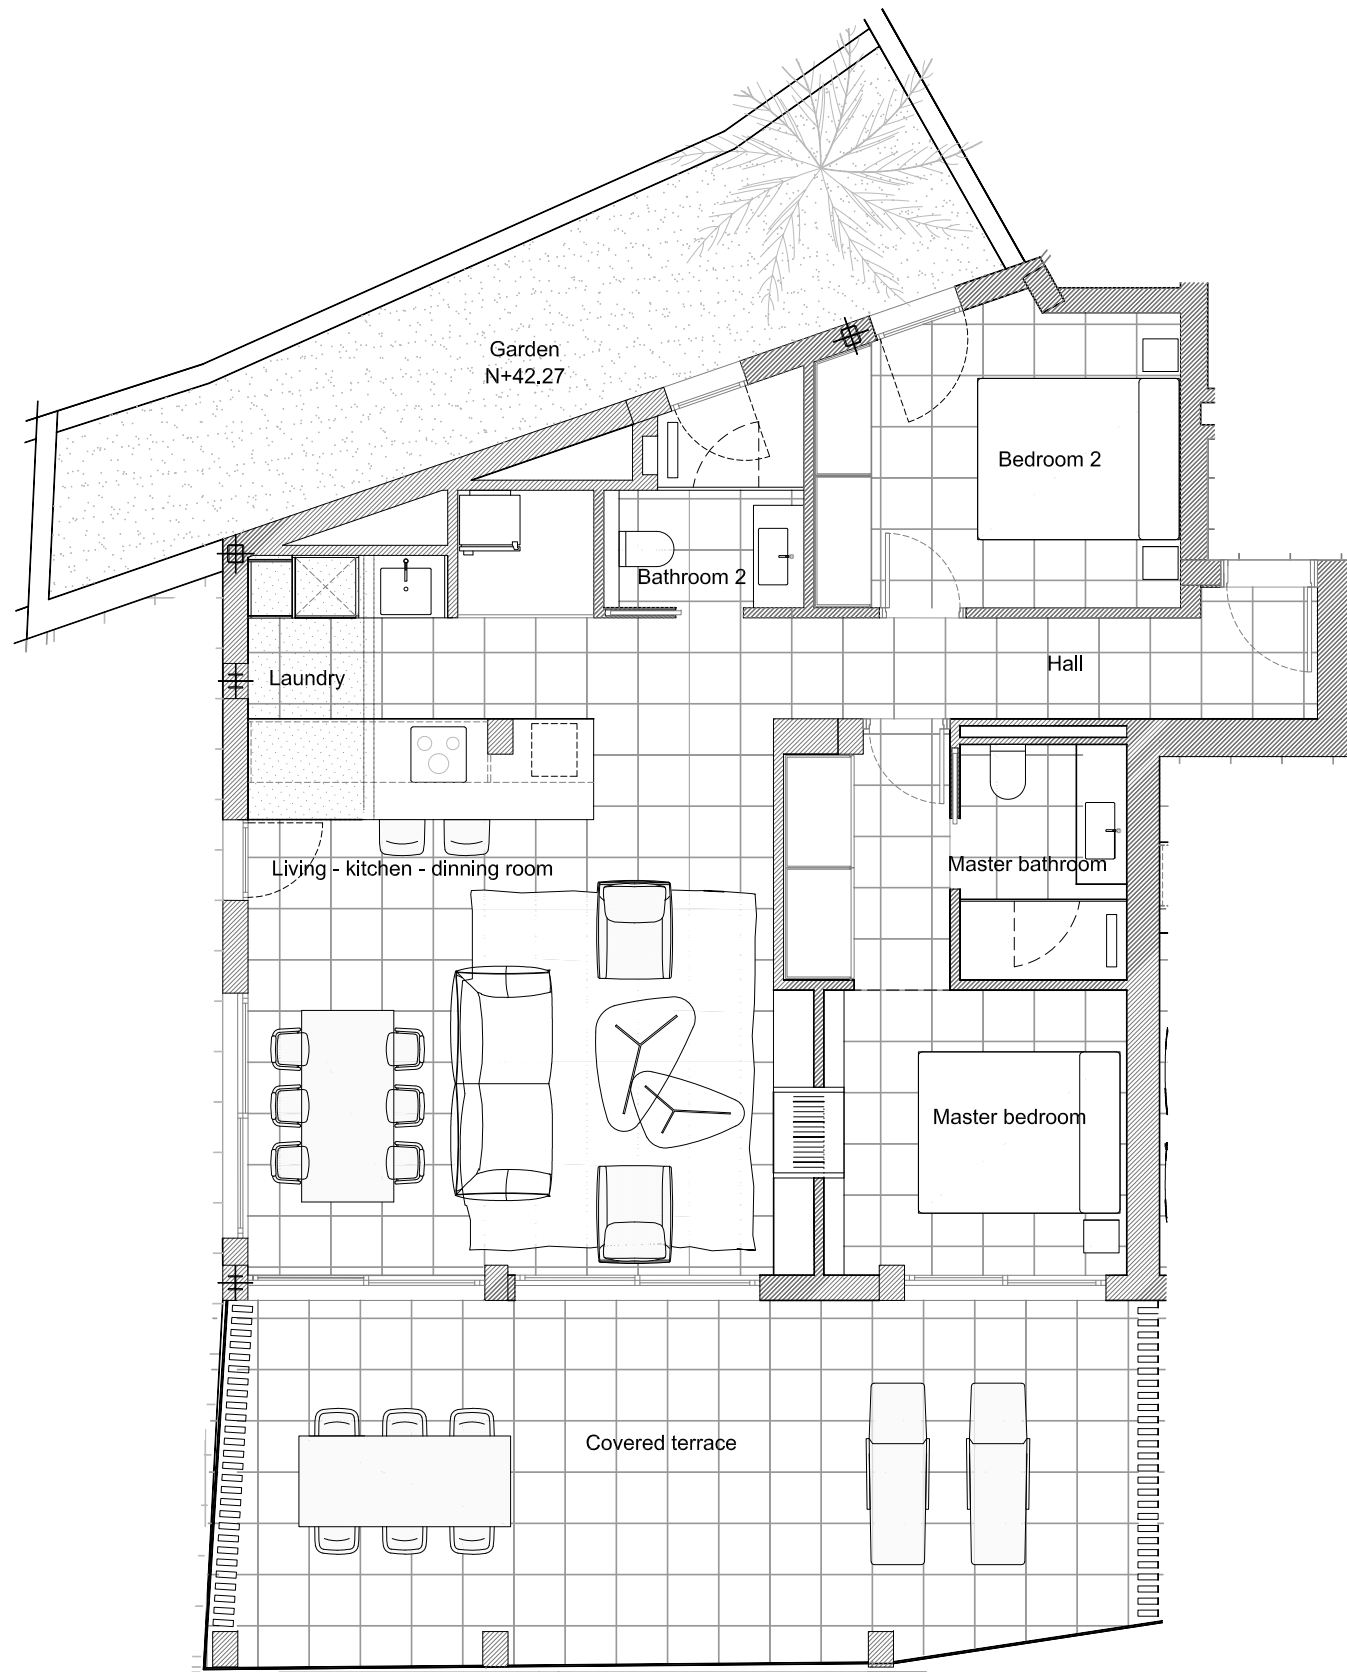 Garden
N+42.27
Bedroom 2
Bathroom 2
Hall
Laundry
Living - kitchen - dinning room
Master bathroom
Master bedroom
Covered terrace